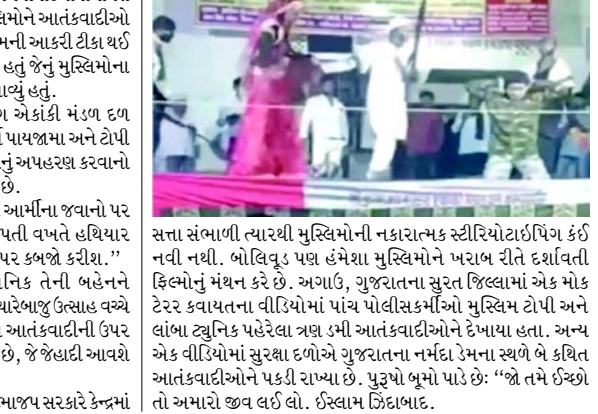 લેમોને આતંકવાદીઓ
મની આકરી ટીકા થઈ
હતું જેનું મુસ્લિમોના
વ્યું હતું.
એકાંકી મંડળ દળ
પાયજામા અને ટોપી
નું અપહરણ કરવાનો
છે.
આર્મીના જવાનો પર
પતી વખતે હથિયાર
પર કબજો કરીશ.’’
નિક તેની બહેનને
યારેબાજુ ઉત્સાહ વચ્ચે
આતંકવાદીની ઉપર
છે, જે જેહાદી આવશે
ભાજપ સરકારે કેન્દ્રમાં
સત્તા સંભાળી ત્યારથી મુસ્લિમોની નકારાત્મક સ્ટીરિયોટાઇપિંગ કંઈ
નવી નથી. બોલિવૂડ પણ હંમેશા મુસ્લિમોને ખરાબ રીતે દર્શાવતી
ફિલ્મોનું મંથન કરે છે. અગાઉ, ગુજરાતના સુરત જિલ્લામાં એક મોક
ટેરર કવાયતના વીડિયોમાં પાંચ પોલીસકર્મીઓ મુસ્લિમ ટોપી અને
લાંબા ટ્યુનિક પહેરેલા ત્રણ ડમી આતંકવાદીઓને દેખાયા હતા. અન્ય
એક વીડિયોમાં સુરક્ષા દળોએ ગુજરાતના નર્મદા ડેમના સ્થળે બે કથિત
આતંકવાદીઓને પકડી રાખ્યા છે. પુરૂષો બૂમો પાડે છેઃ ‘‘જો તમે ઈચ્છો
તો અમારો જીવ લઈ લો. ઈસ્લામ ઝિંદાબાદ.